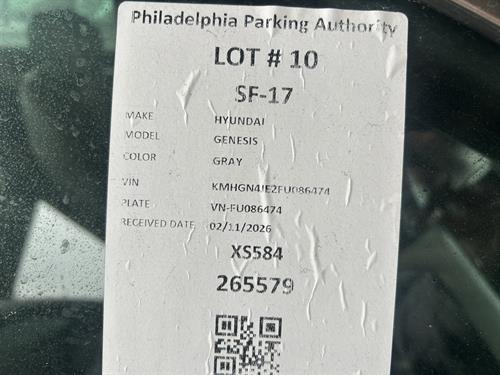 Philadelphia Parking Authority
LOT # 10
SF-17
MAKE HYUNDAI
MODEL GENESIS
COLOR GRAY
VIN KMHGN4JE2FU086474
PLATE VN-FU086474
RECEIVED DATE 02/11/2026
XS584
265579